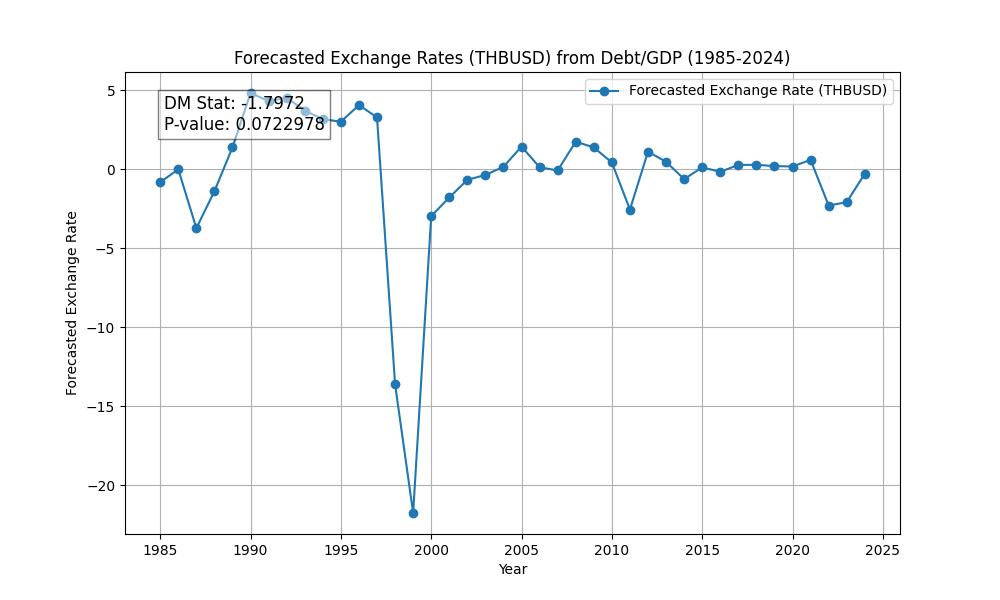 Forecasted Exchange Rates (THBUSD) from Debt/GDP (1985-2024)
DM Stat: -1.7972
P-value: 0.0722978
Forecasted Exchange Rate (THBUSD)
Forecasted Exchange Rate
5
0
−5
−10
−15
−20
1985 1990 1995 2000 2005 2010 2015 2020 2025
Year